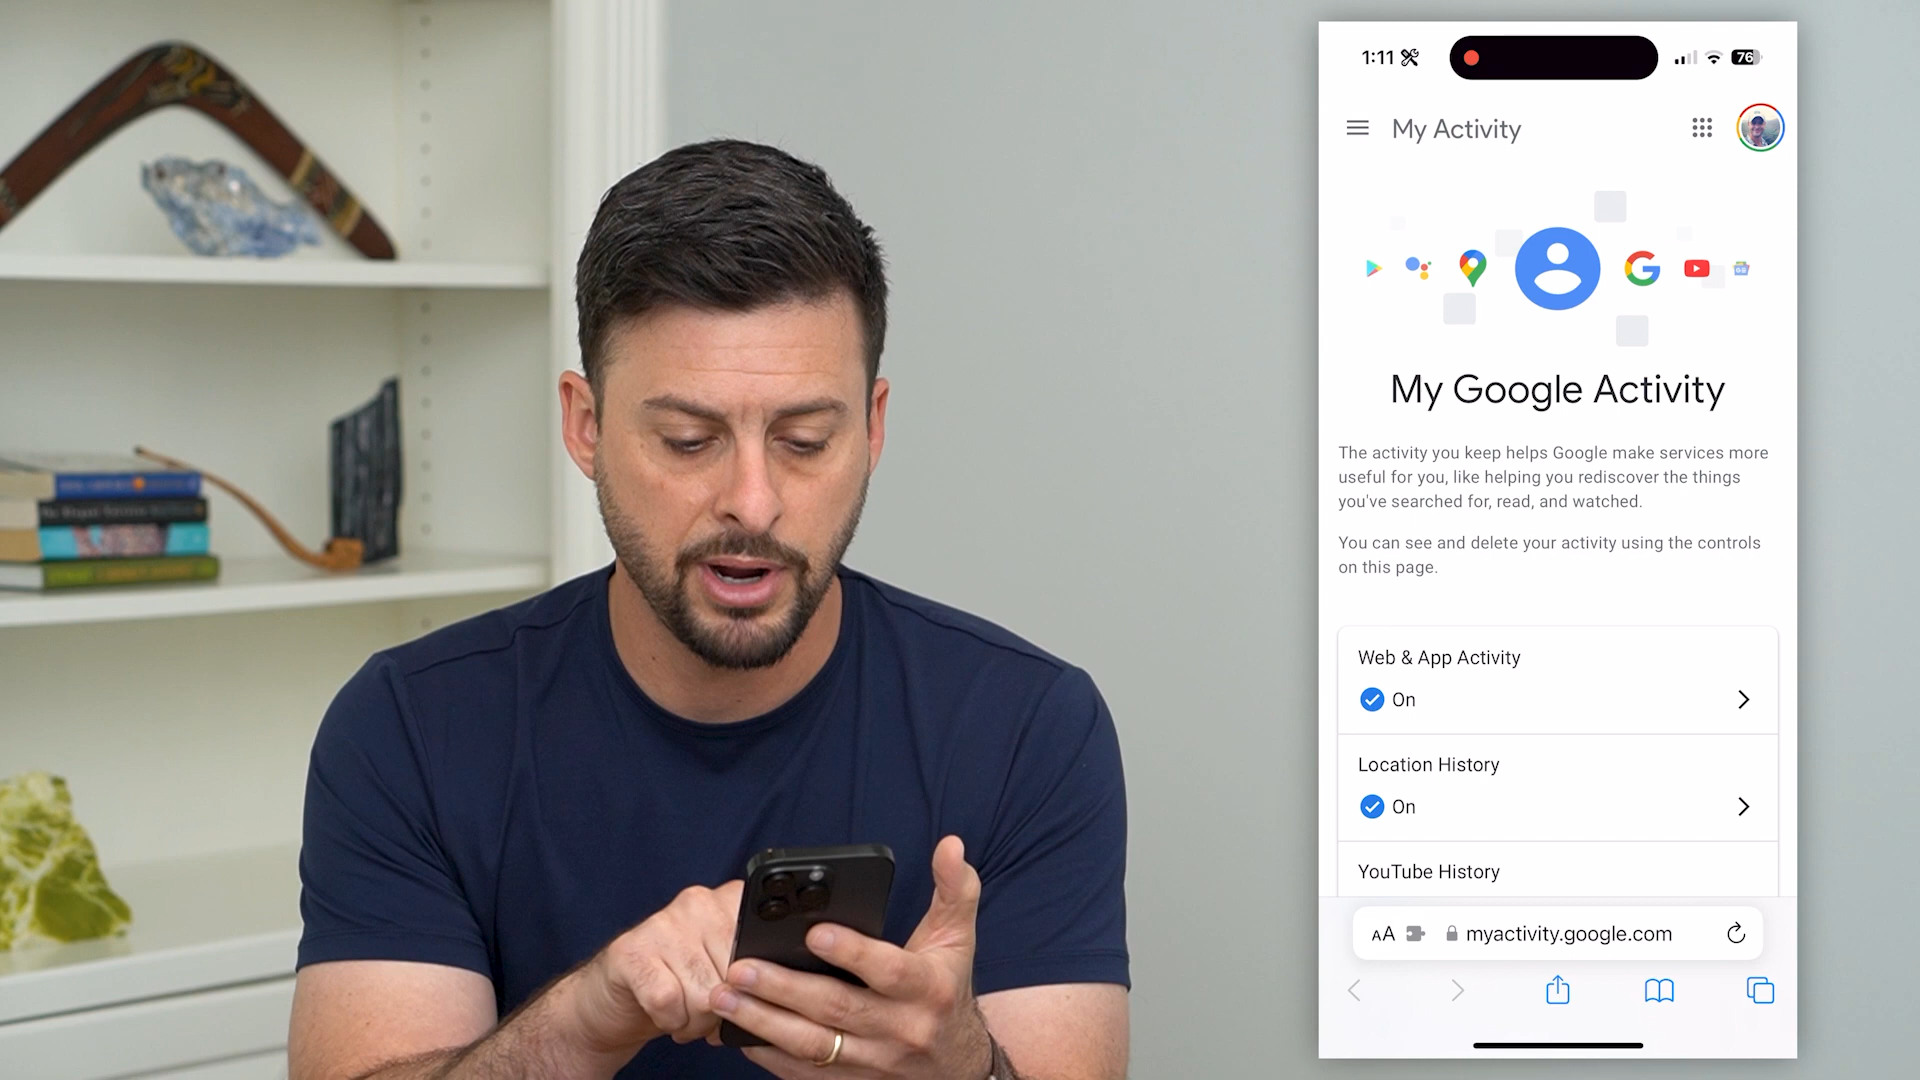 1:11
76
My Activity
My Google Activity
The activity you keep helps Google make services more
useful for you, like helping you rediscover the things
you've searched for, read, and watched.
You can see and delete your activity using the controls
on this page.
Web & App Activity
On
Location History
On
YouTube History
AA
myactivity.google.com